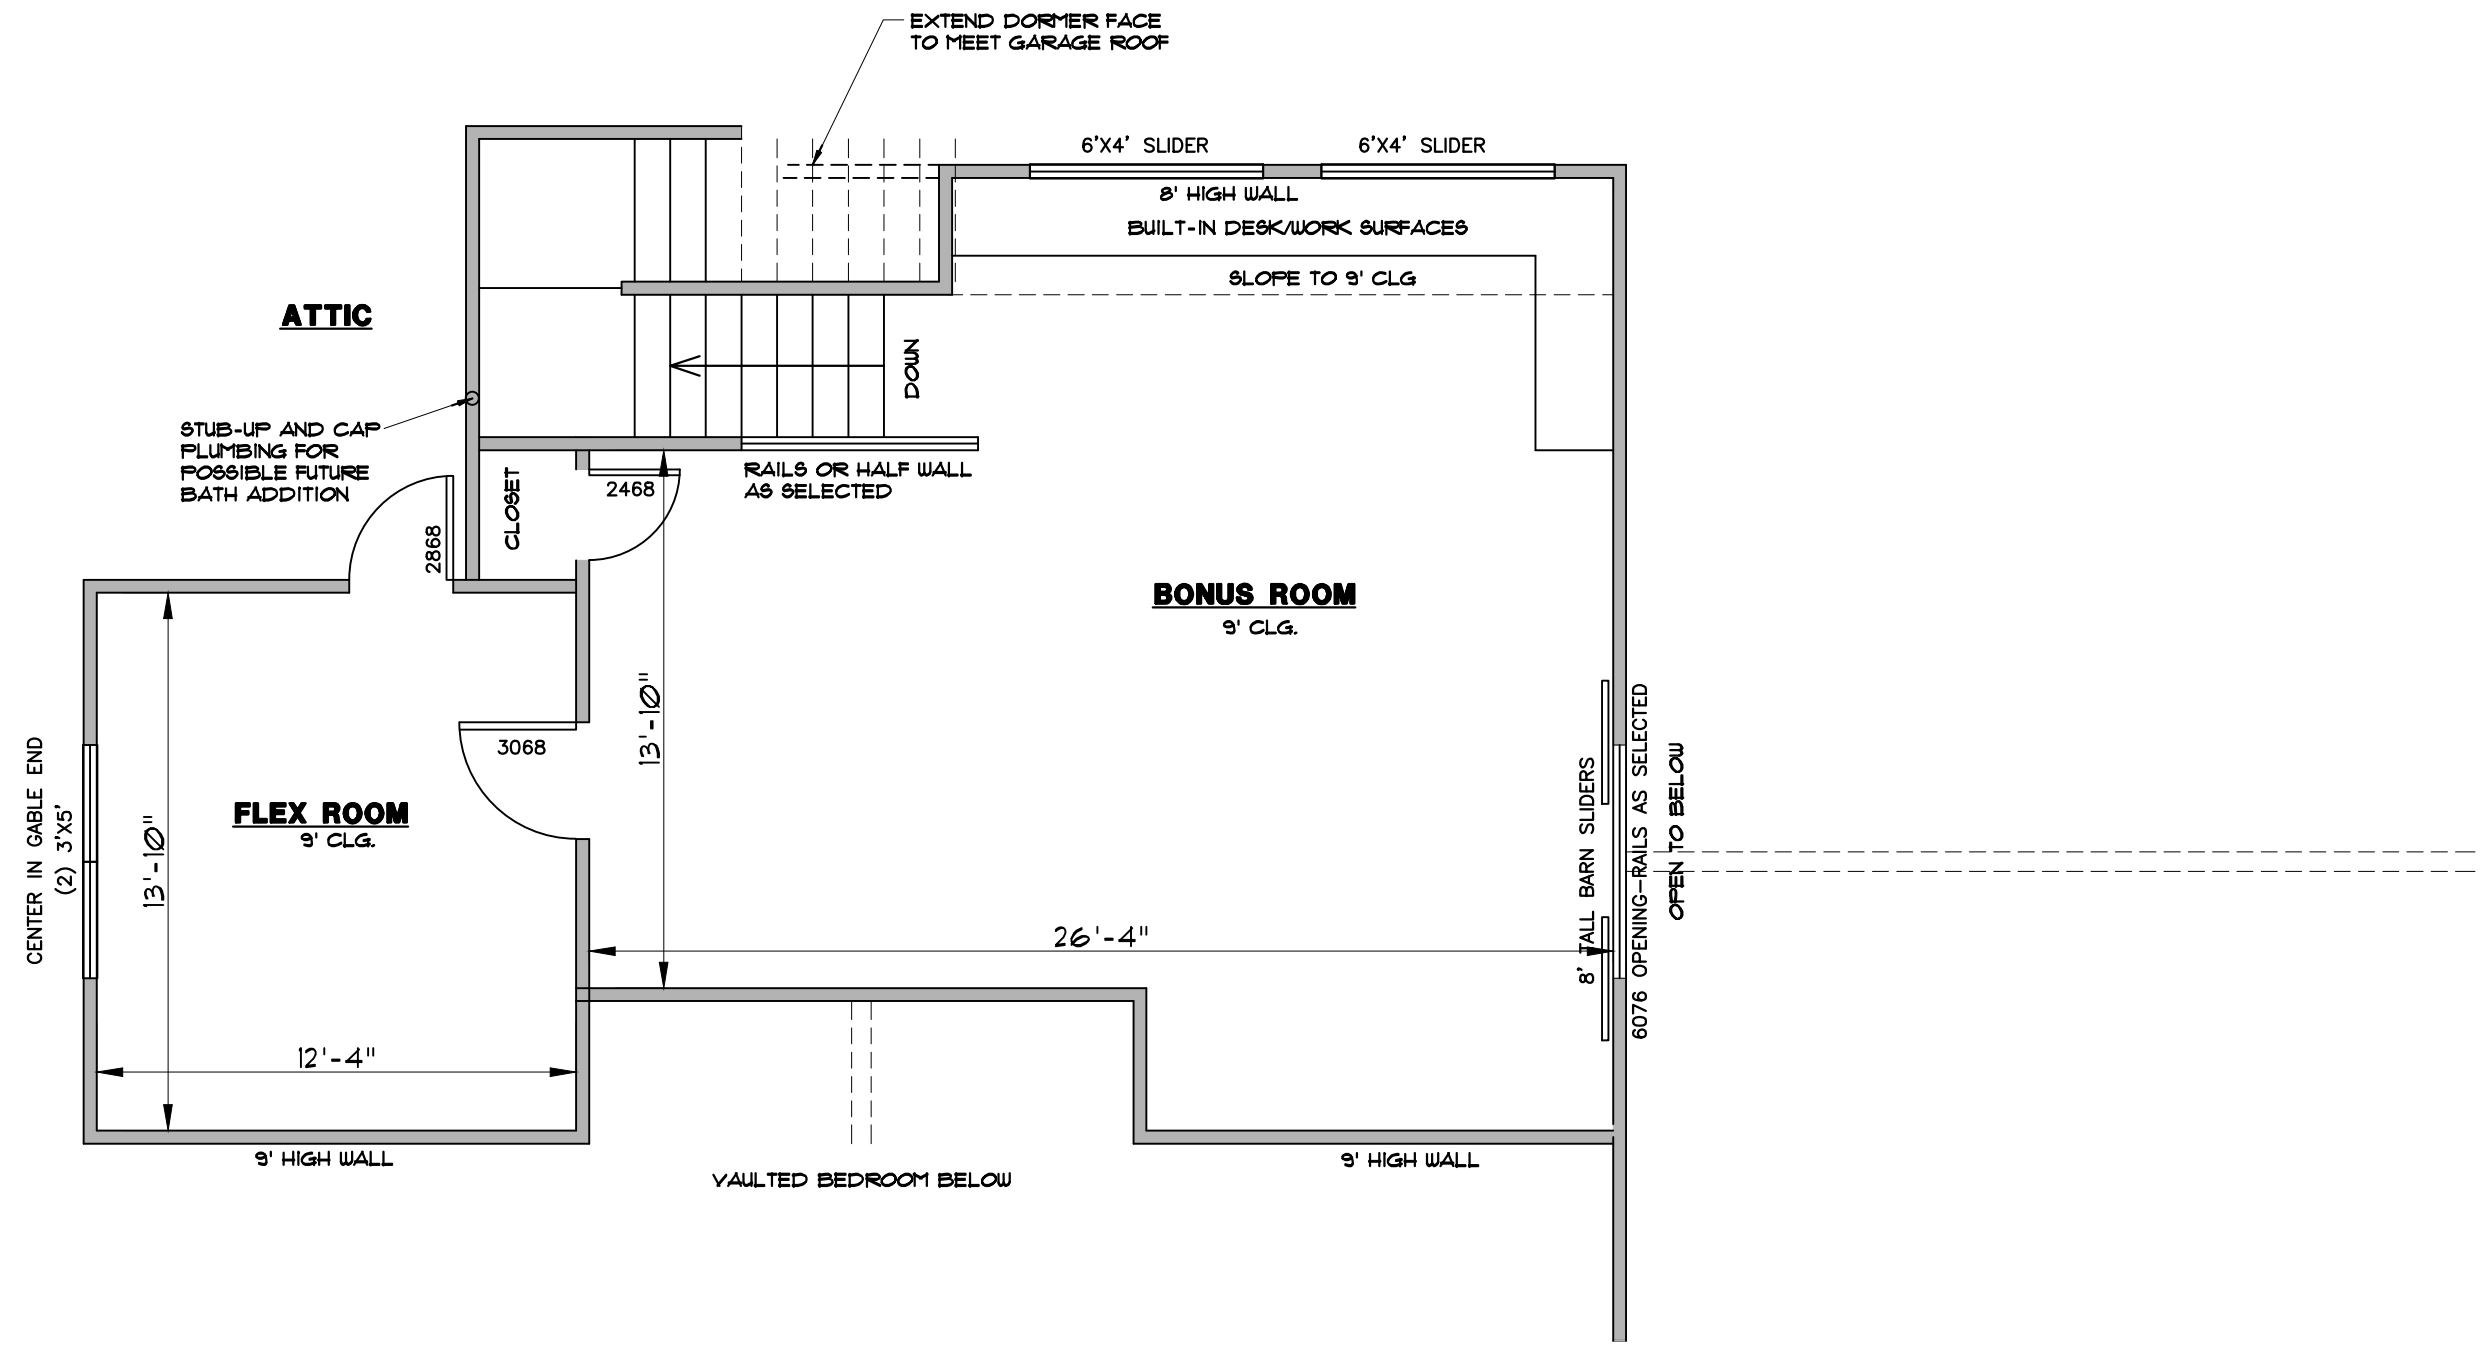 EXTEND DORMER FACE
TO MEET GARAGE ROOF
6'X4' SLIDER
6'X4' SLIDER
8' HIGH WALL
BUILT-IN DESK/WORK SURFACES
SLOPE TO 9' CLG
ATTIC
DOWN
STUB-UP AND CAP
PLUMBING FOR
POSSIBLE FUTURE
BATH ADDITION
2868
CLOSET
2468
RAILS OR HALF WALL
AS SELECTED
BONUS ROOM
9' CLG.
13'-10"
3068
FLEX ROOM
9' CLG.
13'-10"
CENTER IN GABLE END
(2) 3'X5'
8' TALL BARN SLIDERS
6076 OPENING-RAILS AS SELECTED
OPEN TO BELOW
26'-4"
12'-4"
9' HIGH WALL
VAULTED BEDROOM BELOW
9' HIGH WALL